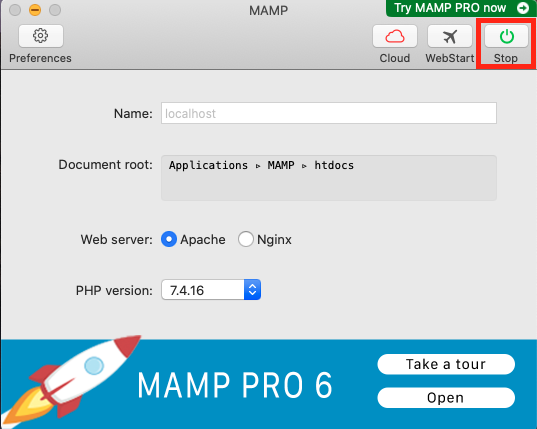 MAMP
Try MAMP PRO now
Preferences
Cloud
WebStart
Stop
Name:
localhost
Document root:
Applications ▹ MAMP ▹ htdocs
Web server:
Apache
Nginx
PHP version:
7.4.16
MAMP PRO 6
Take a tour
Open